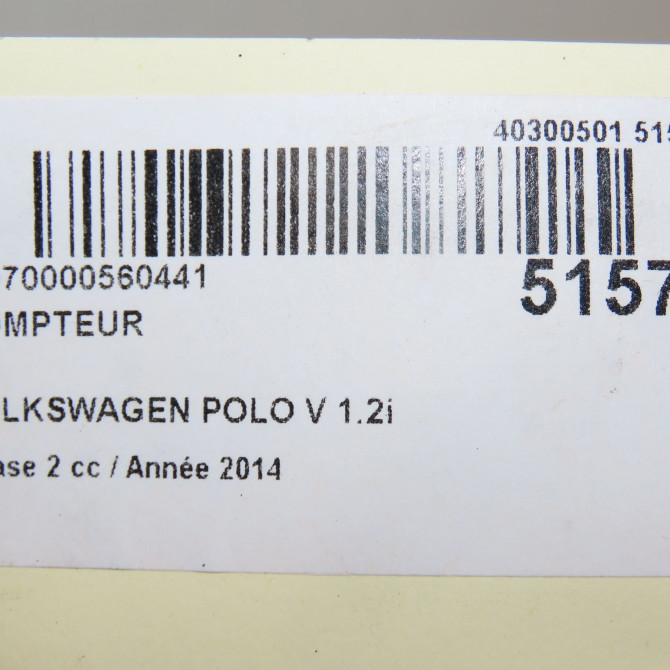 40300501 515
70000560441
5157
MPTEUR
LKSWAGEN POLO V 1.2i
ase 2 cc / Année 2014